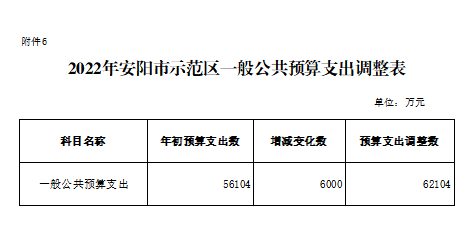 附件6
2022年安阳市示范区一般公共预算支出调整表
单位：万元
科目名称 年初预算支出数 增减变化数 预算支出调整数
一般公共预算支出 56104 6000 62104